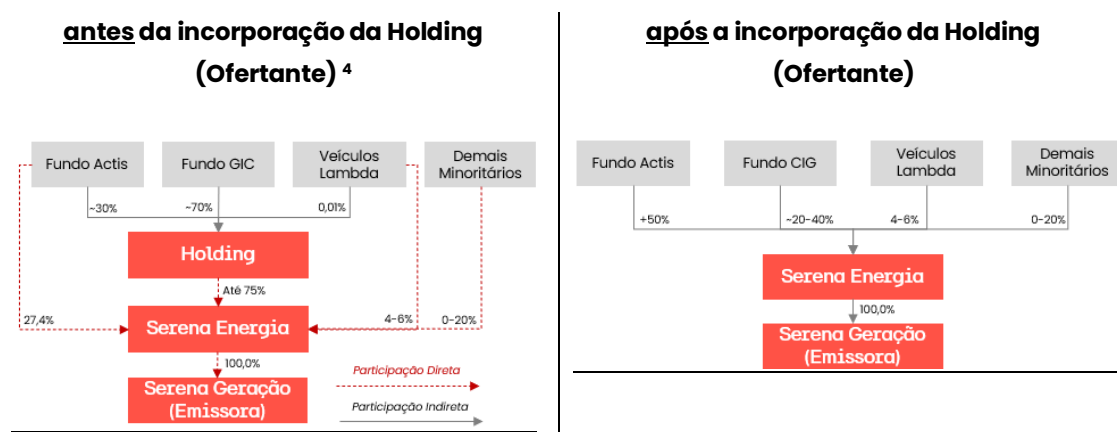 antes da incorporação da Holding
(Ofertante) ⁴
Fundo Actis
Fundo GIC
Veículos
Lambda
Demais
Minoritários
~30%
~70%
0,01%
Holding
Até 75%
27,4%
Serena Energia
4-6%
0-20%
100,0%
Serena Geração
(Emissora)
Participação Direta
Participação Indireta
após a incorporação da Holding
(Ofertante)
Fundo Actis
Fundo CIG
Veículos
Lambda
Demais
Minoritários
+50%
~20-40%
4-6%
0-20%
Serena Energia
100,0%
Serena Geração
(Emissora)